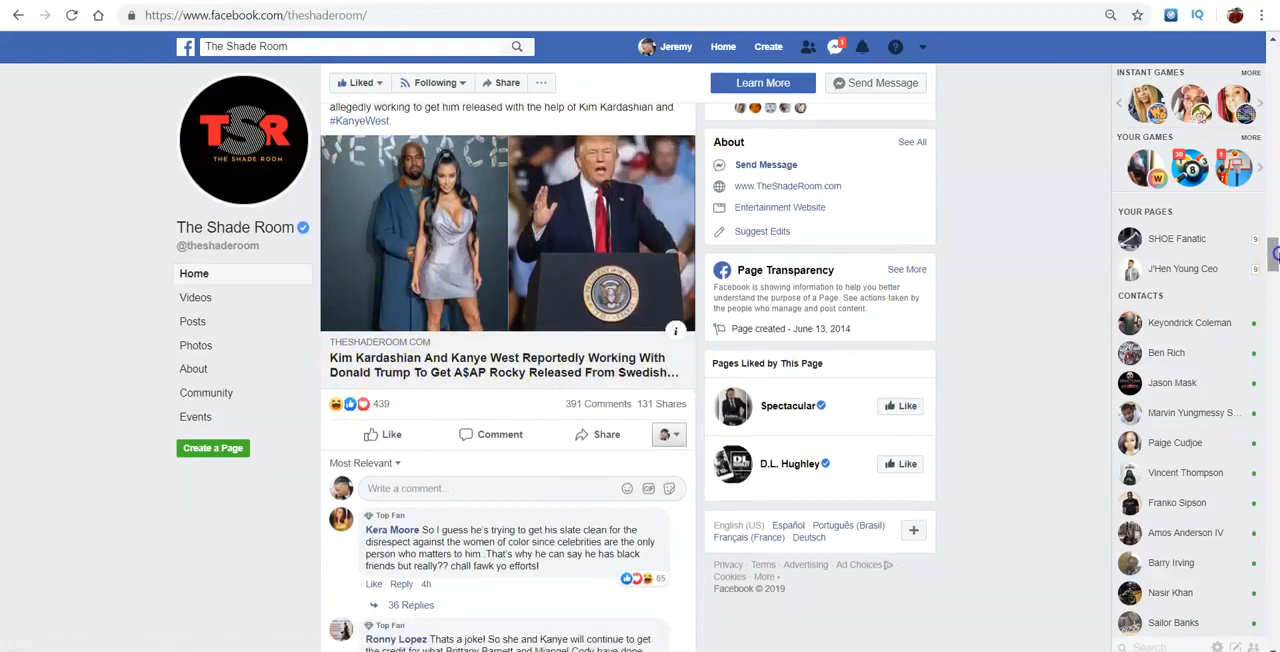 https://www.facebook.com/theshaderoom/
IQ
The Shade Room
Jeremy
Home
Create
1
Liked
Following
Share
Learn More
Send Message
TSR
THE SHADE ROOM
The Shade Room
@theshaderoom
Home
Videos
Posts
Photos
About
Community
Events
Create a Page
allegedly working to get him released with the help of Kim Kardashian and
#KanyeWest.
THESHADEROOM.COM
Kim Kardashian And Kanye West Reportedly Working With
Donald Trump To Get A$AP Rocky Released From Swedish...
439
391 Comments 131 Shares
Like
Comment
Share
Most Relevant
Write a comment...
GIF
Top Fan
Kera Moore So I guess he's trying to get his slate clean for the
disrespect against the women of color since celebrities are the only
person who matters to him..That's why he can say he has black
friends but really?? chall fawk yo efforts!
65
Like · Reply · 4h
36 Replies
Top Fan
Ronny Lopez Thats a joke! So she and Kanye will continue to get
the credit for what Brittany Barnett and Miangel Cody have done
About
See All
Send Message
www.TheShadeRoom.com
Entertainment Website
Suggest Edits
Page Transparency
See More
Facebook is showing information to help you better
understand the purpose of a Page. See actions taken by
the people who manage and post content.
Page created - June 13, 2014
Pages Liked by This Page
Spectacular
Like
D.L. Hughley
Like
English (US) · Español · Português (Brasil) ·
Français (France) · Deutsch
Privacy · Terms · Advertising · Ad Choices ·
Cookies · More
Facebook © 2019
INSTANT GAMES
MORE
YOUR GAMES
MORE
YOUR PAGES
SHOE Fanatic
9
J'Hen Young Ceo
9
CONTACTS
Keyondrick Coleman
Ben Rich
Jason Mask
Marvin Yungmessy S...
Paige Cudjoe
Vincent Thompson
Franko Sipson
Amos Anderson IV
Barry Irving
Nasir Khan
Sailor Banks
Search